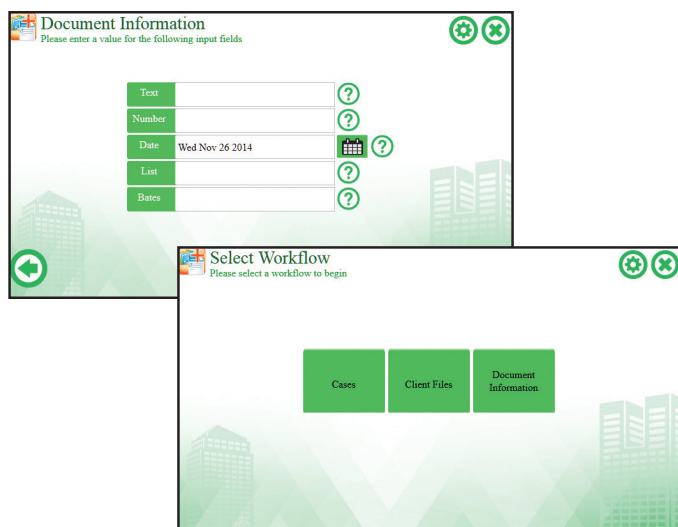 Document Information
Please enter a value for the following input fields
Text
Number
Date Wed Nov 26 2014
List
Bates
Select Workflow
Please select a workflow to begin
Cases
Client Files
Document
Information